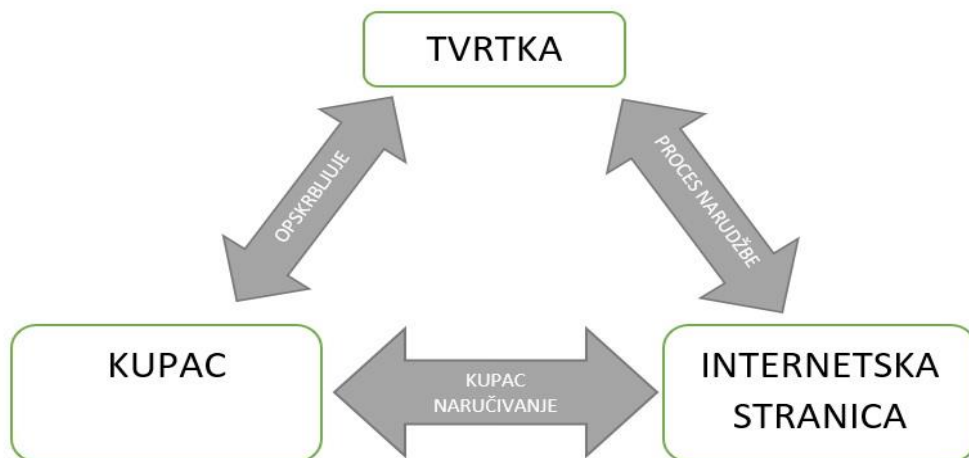 TVRTKA
OPSKRBLJUJE
PROCES NARUDŽBE
KUPAC
KUPAC
NARUČIVANJE
INTERNETSKA
STRANICA